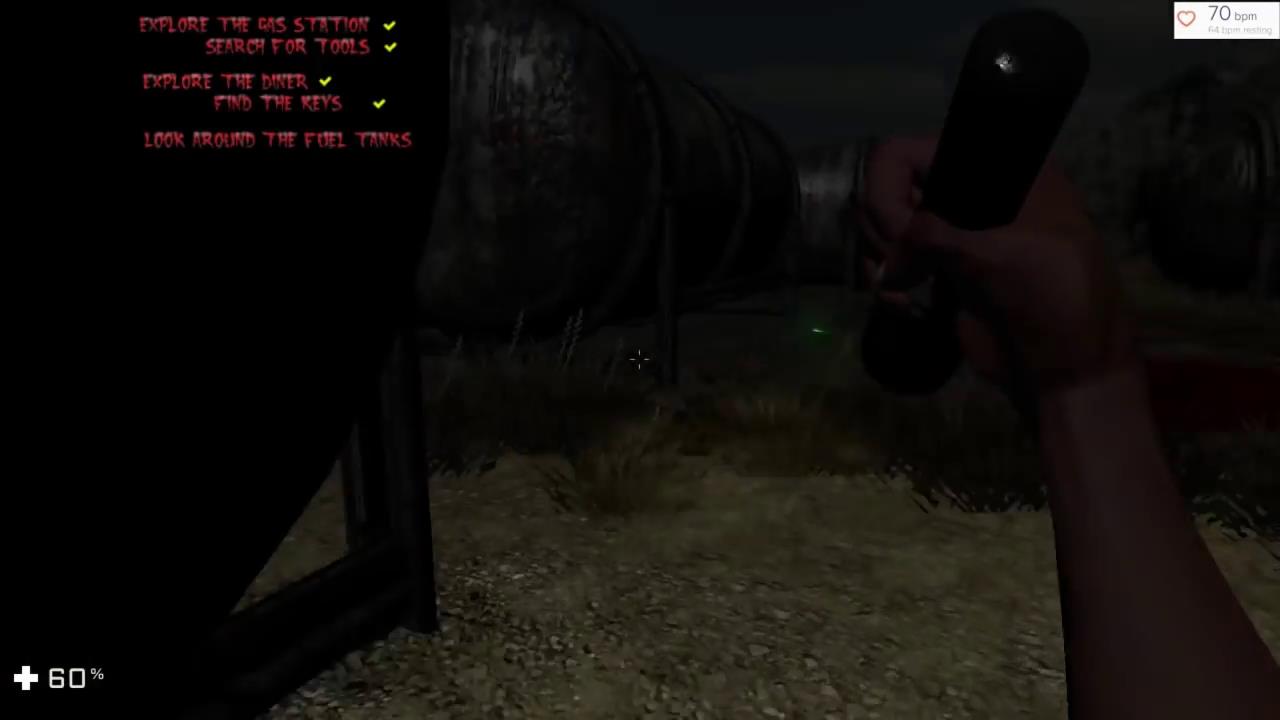 EXPLORE THE GAS STATION
SEARCH FOR TOOLS
EXPLORE THE DINER
FIND THE KEYS
LOOK AROUND THE FUEL TANKS
70 bpm
64 bpm resting
60%